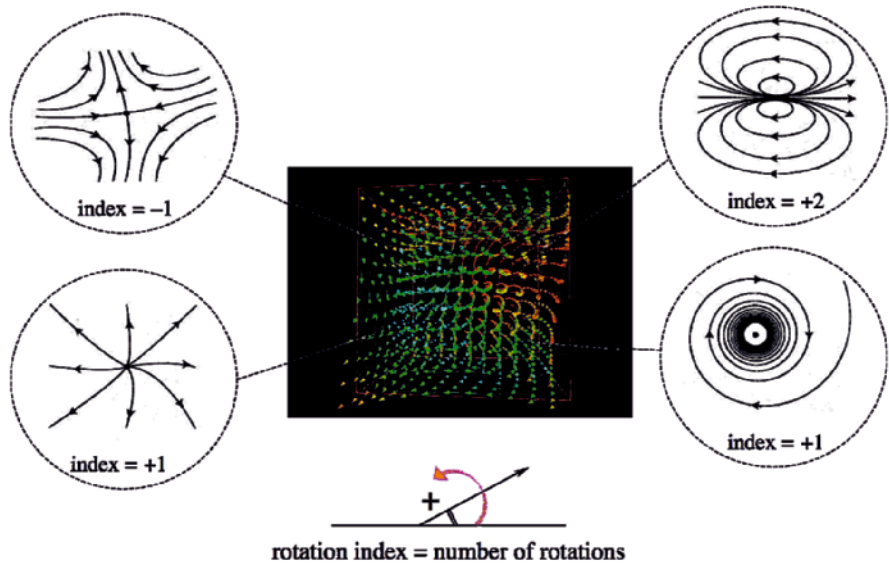 index = −1
index = +2
index = +1
index = +1
+
rotation index = number of rotations